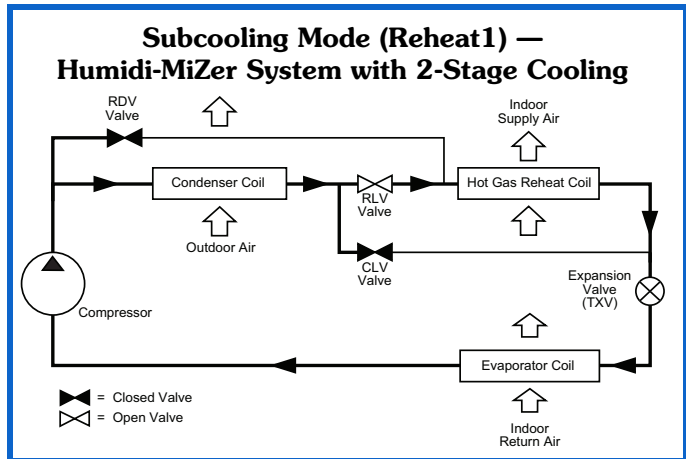 Subcooling Mode (Reheat1) —
Humidi-MiZer System with 2-Stage Cooling
RDV
Valve
Indoor
Supply Air
Condenser Coil
RLV
Valve
Hot Gas Reheat Coil
Outdoor Air
CLV
Valve
Expansion
Valve
(TXV)
Compressor
Evaporator Coil
= Closed Valve
= Open Valve
Indoor
Return Air